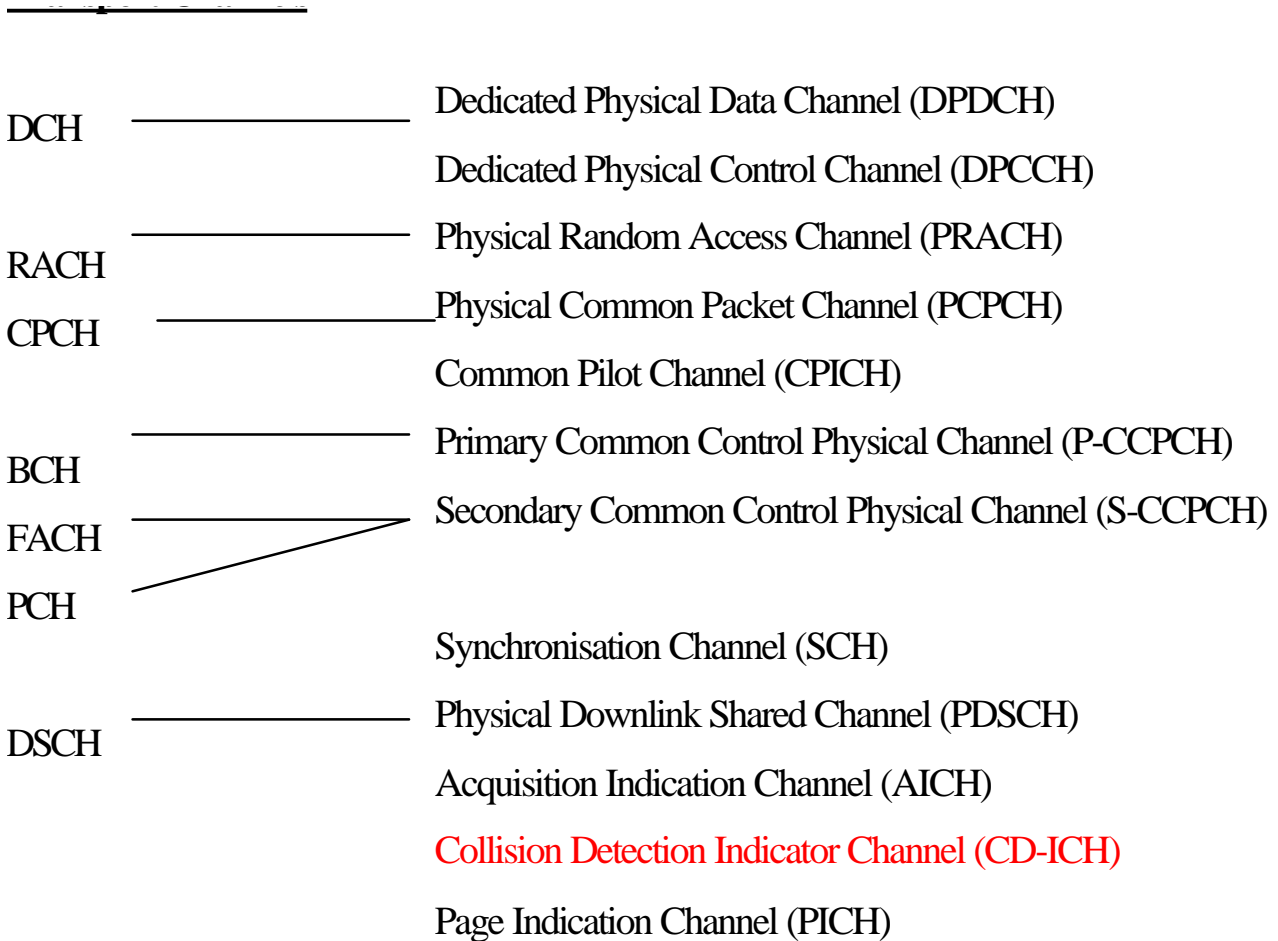 DCH Dedicated Physical Data Channel (DPDCH)
Dedicated Physical Control Channel (DPCCH)
RACH Physical Random Access Channel (PRACH)
CPCH Physical Common Packet Channel (PCPCH)
Common Pilot Channel (CPICH)
BCH Primary Common Control Physical Channel (P-CCPCH)
FACH Secondary Common Control Physical Channel (S-CCPCH)
PCH
Synchronisation Channel (SCH)
DSCH Physical Downlink Shared Channel (PDSCH)
Acquisition Indication Channel (AICH)
Collision Detection Indicator Channel (CD-ICH)
Page Indication Channel (PICH)